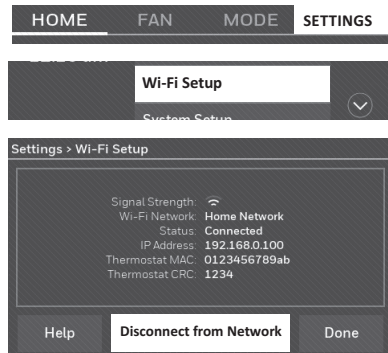 HOME FAN MODE SETTINGS
Wi-Fi Setup
System Setup
Settings > Wi-Fi Setup
Signal Strength:
Wi-Fi Network: Home Network
Status: Connected
IP Address: 192.168.0.100
Thermostat MAC: 0123456789ab
Thermostat CRC: 1234
Help Disconnect from Network Done